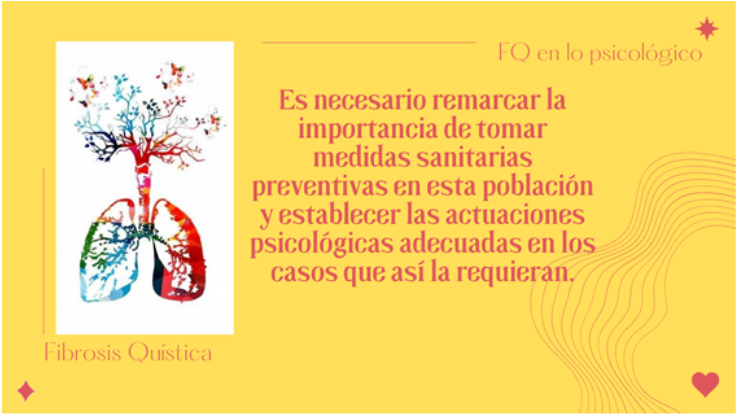 FQ en lo psicológico
Es necesario remarcar la
importancia de tomar
medidas sanitarias
preventivas en esta población
y establecer las actuaciones
psicológicas adecuadas en los
casos que así la requieran.
Fibrosis Quística